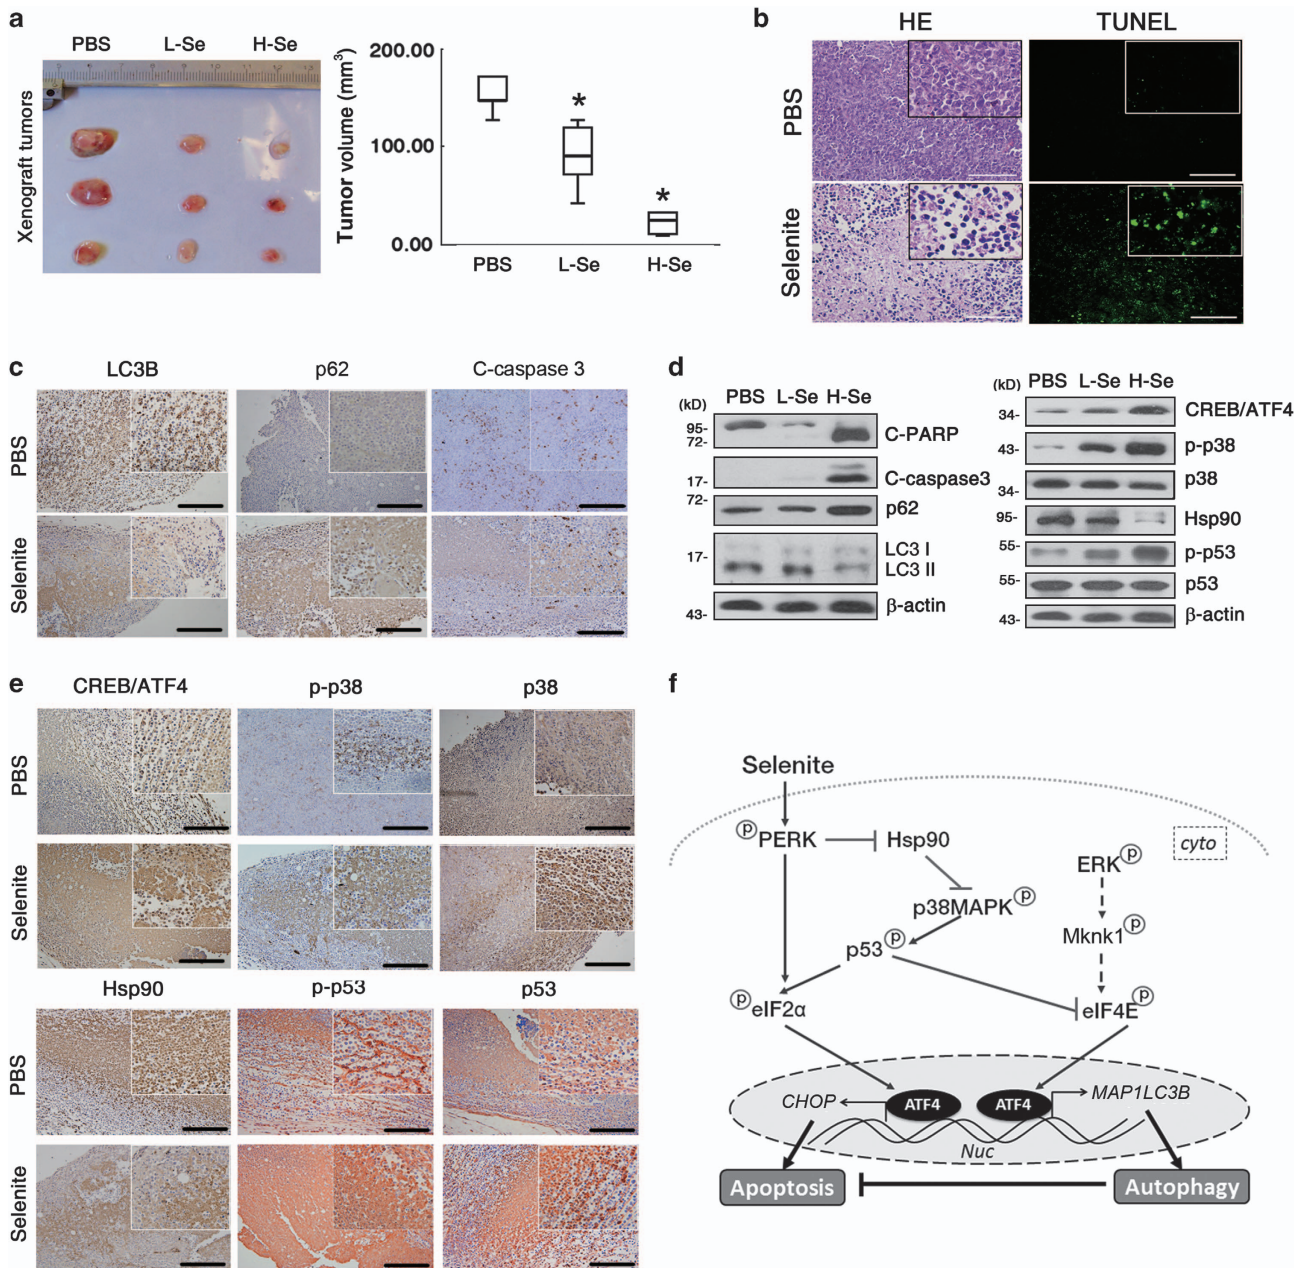 a
PBS L-Se H-Se
Xenograft tumors
Tumor volume (mm³)
200.00
100.00
0.00
*
*
PBS L-Se H-Se
b
HE TUNEL
PBS
Selenite
c
LC3B p62 C-caspase 3
PBS
Selenite
d
(kD) PBS L-Se H-Se
95-
72-
C-PARP
17-
C-caspase3
72-
p62
17-
LC3 I
LC3 II
43-
β-actin
(kD) PBS L-Se H-Se
34-
CREB/ATF4
43-
p-p38
34-
p38
95-
Hsp90
55-
p-p53
55-
p53
43-
β-actin
e
CREB/ATF4 p-p38 p38
PBS
Selenite
Hsp90 p-p53 p53
PBS
Selenite
f
Selenite
p PERK
Hsp90
cyto
ERK p
p38MAPK p
Mknk1 p
p53 p
p eIF2α
eIF4E p
CHOP
ATF4
ATF4
MAP1LC3B
Nuc
Apoptosis
Autophagy